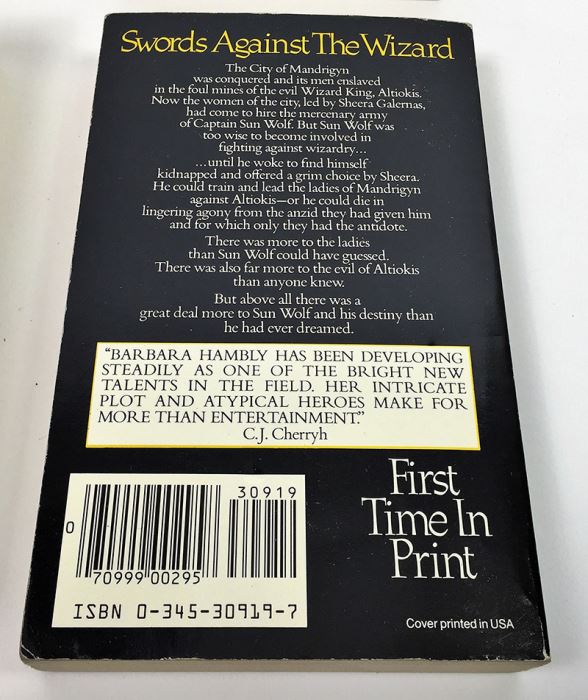 Swords Against The Wizard
The City of Mandrigyn
was conquered and its men enslaved
in the foul mines of the evil Wizard King, Altiokis.
Now the women of the city, led by Sheera Galernas,
had come to hire the mercenary army
of Captain Sun Wolf. But Sun Wolf was
too wise to become involved in
fighting against wizardry...
...until he woke to find himself
kidnapped and offered a grim choice by Sheera.
He could train and lead the ladies of Mandrigyn
against Altiokis—or he could die in
lingering agony from the anzid they had given him
and for which only they had the antidote.
There was more to the ladies
than Sun Wolf could have guessed.
There was also far more to the evil of Altiokis
than anyone knew.
But above all there was a
great deal more to Sun Wolf and his destiny than
he had ever dreamed.
"BARBARA HAMBLY HAS BEEN DEVELOPING
STEADILY AS ONE OF THE BRIGHT NEW
TALENTS IN THE FIELD. HER INTRICATE
PLOT AND ATYPICAL HEROES MAKE FOR
MORE THAN ENTERTAINMENT."
C.J. Cherryh
30919
0
70999 00295
ISBN 0-345-30919-7
First
Time In
Print
Cover printed in USA